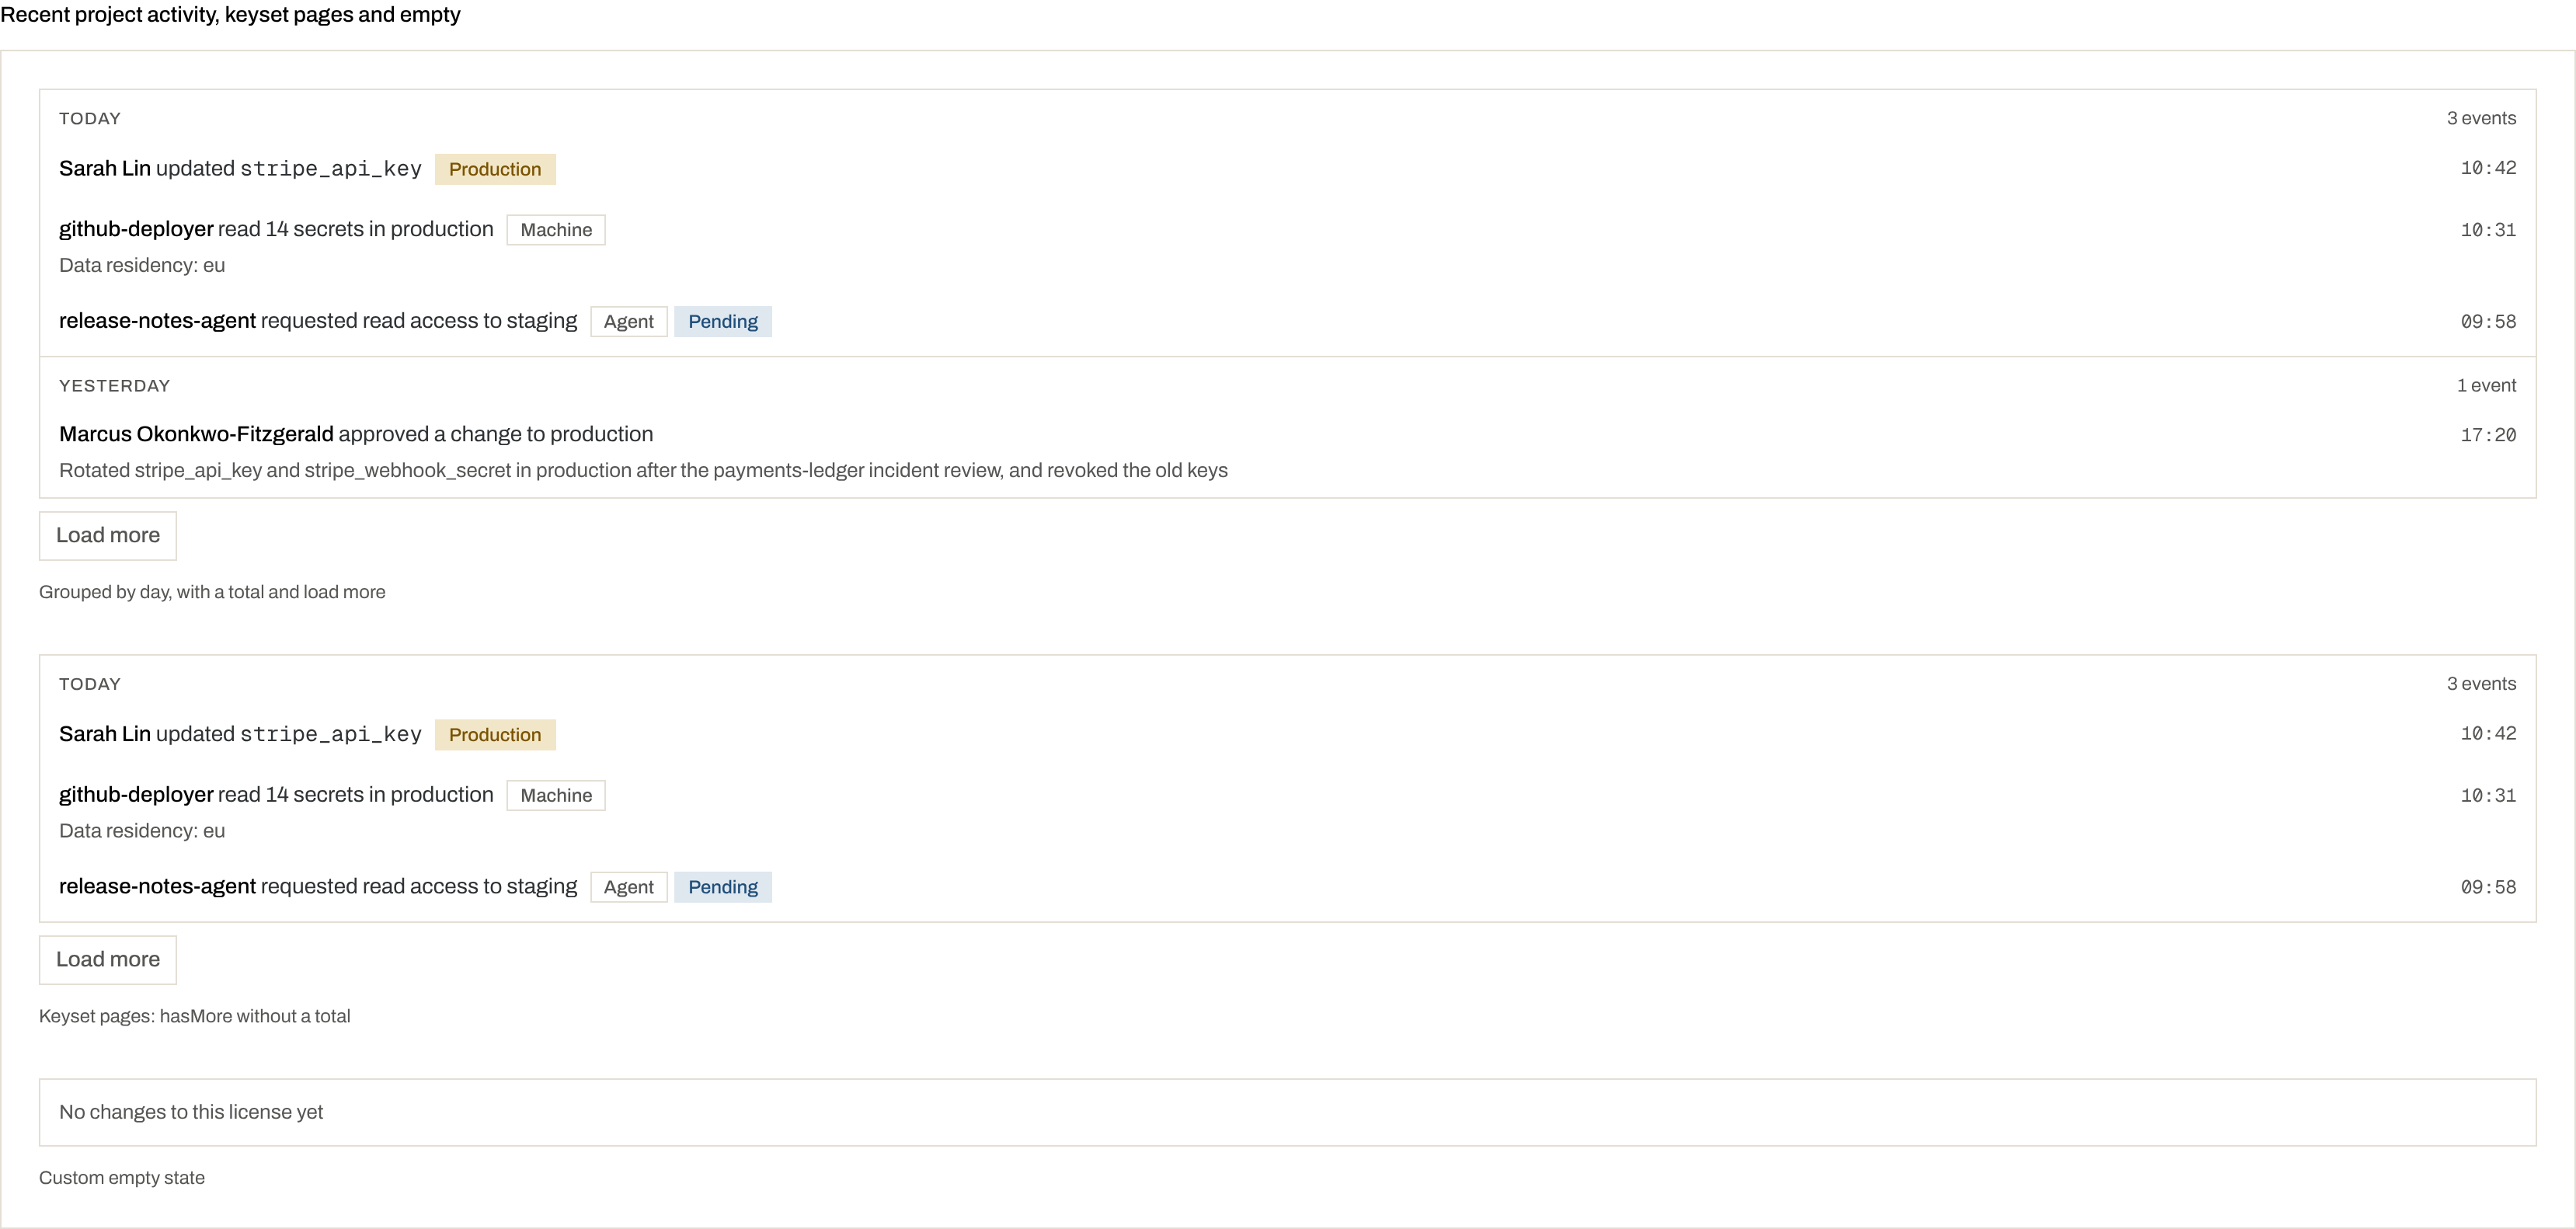 Recent project activity, keyset pages and empty
TODAY 3 events
Sarah Lin updated stripe_api_key Production 10:42
github-deployer read 14 secrets in production Machine 10:31
Data residency: eu
release-notes-agent requested read access to staging Agent Pending 09:58
YESTERDAY 1 event
Marcus Okonkwo-Fitzgerald approved a change to production 17:20
Rotated stripe_api_key and stripe_webhook_secret in production after the payments-ledger incident review, and revoked the old keys
Load more
Grouped by day, with a total and load more
TODAY 3 events
Sarah Lin updated stripe_api_key Production 10:42
github-deployer read 14 secrets in production Machine 10:31
Data residency: eu
release-notes-agent requested read access to staging Agent Pending 09:58
Load more
Keyset pages: hasMore without a total
No changes to this license yet
Custom empty state